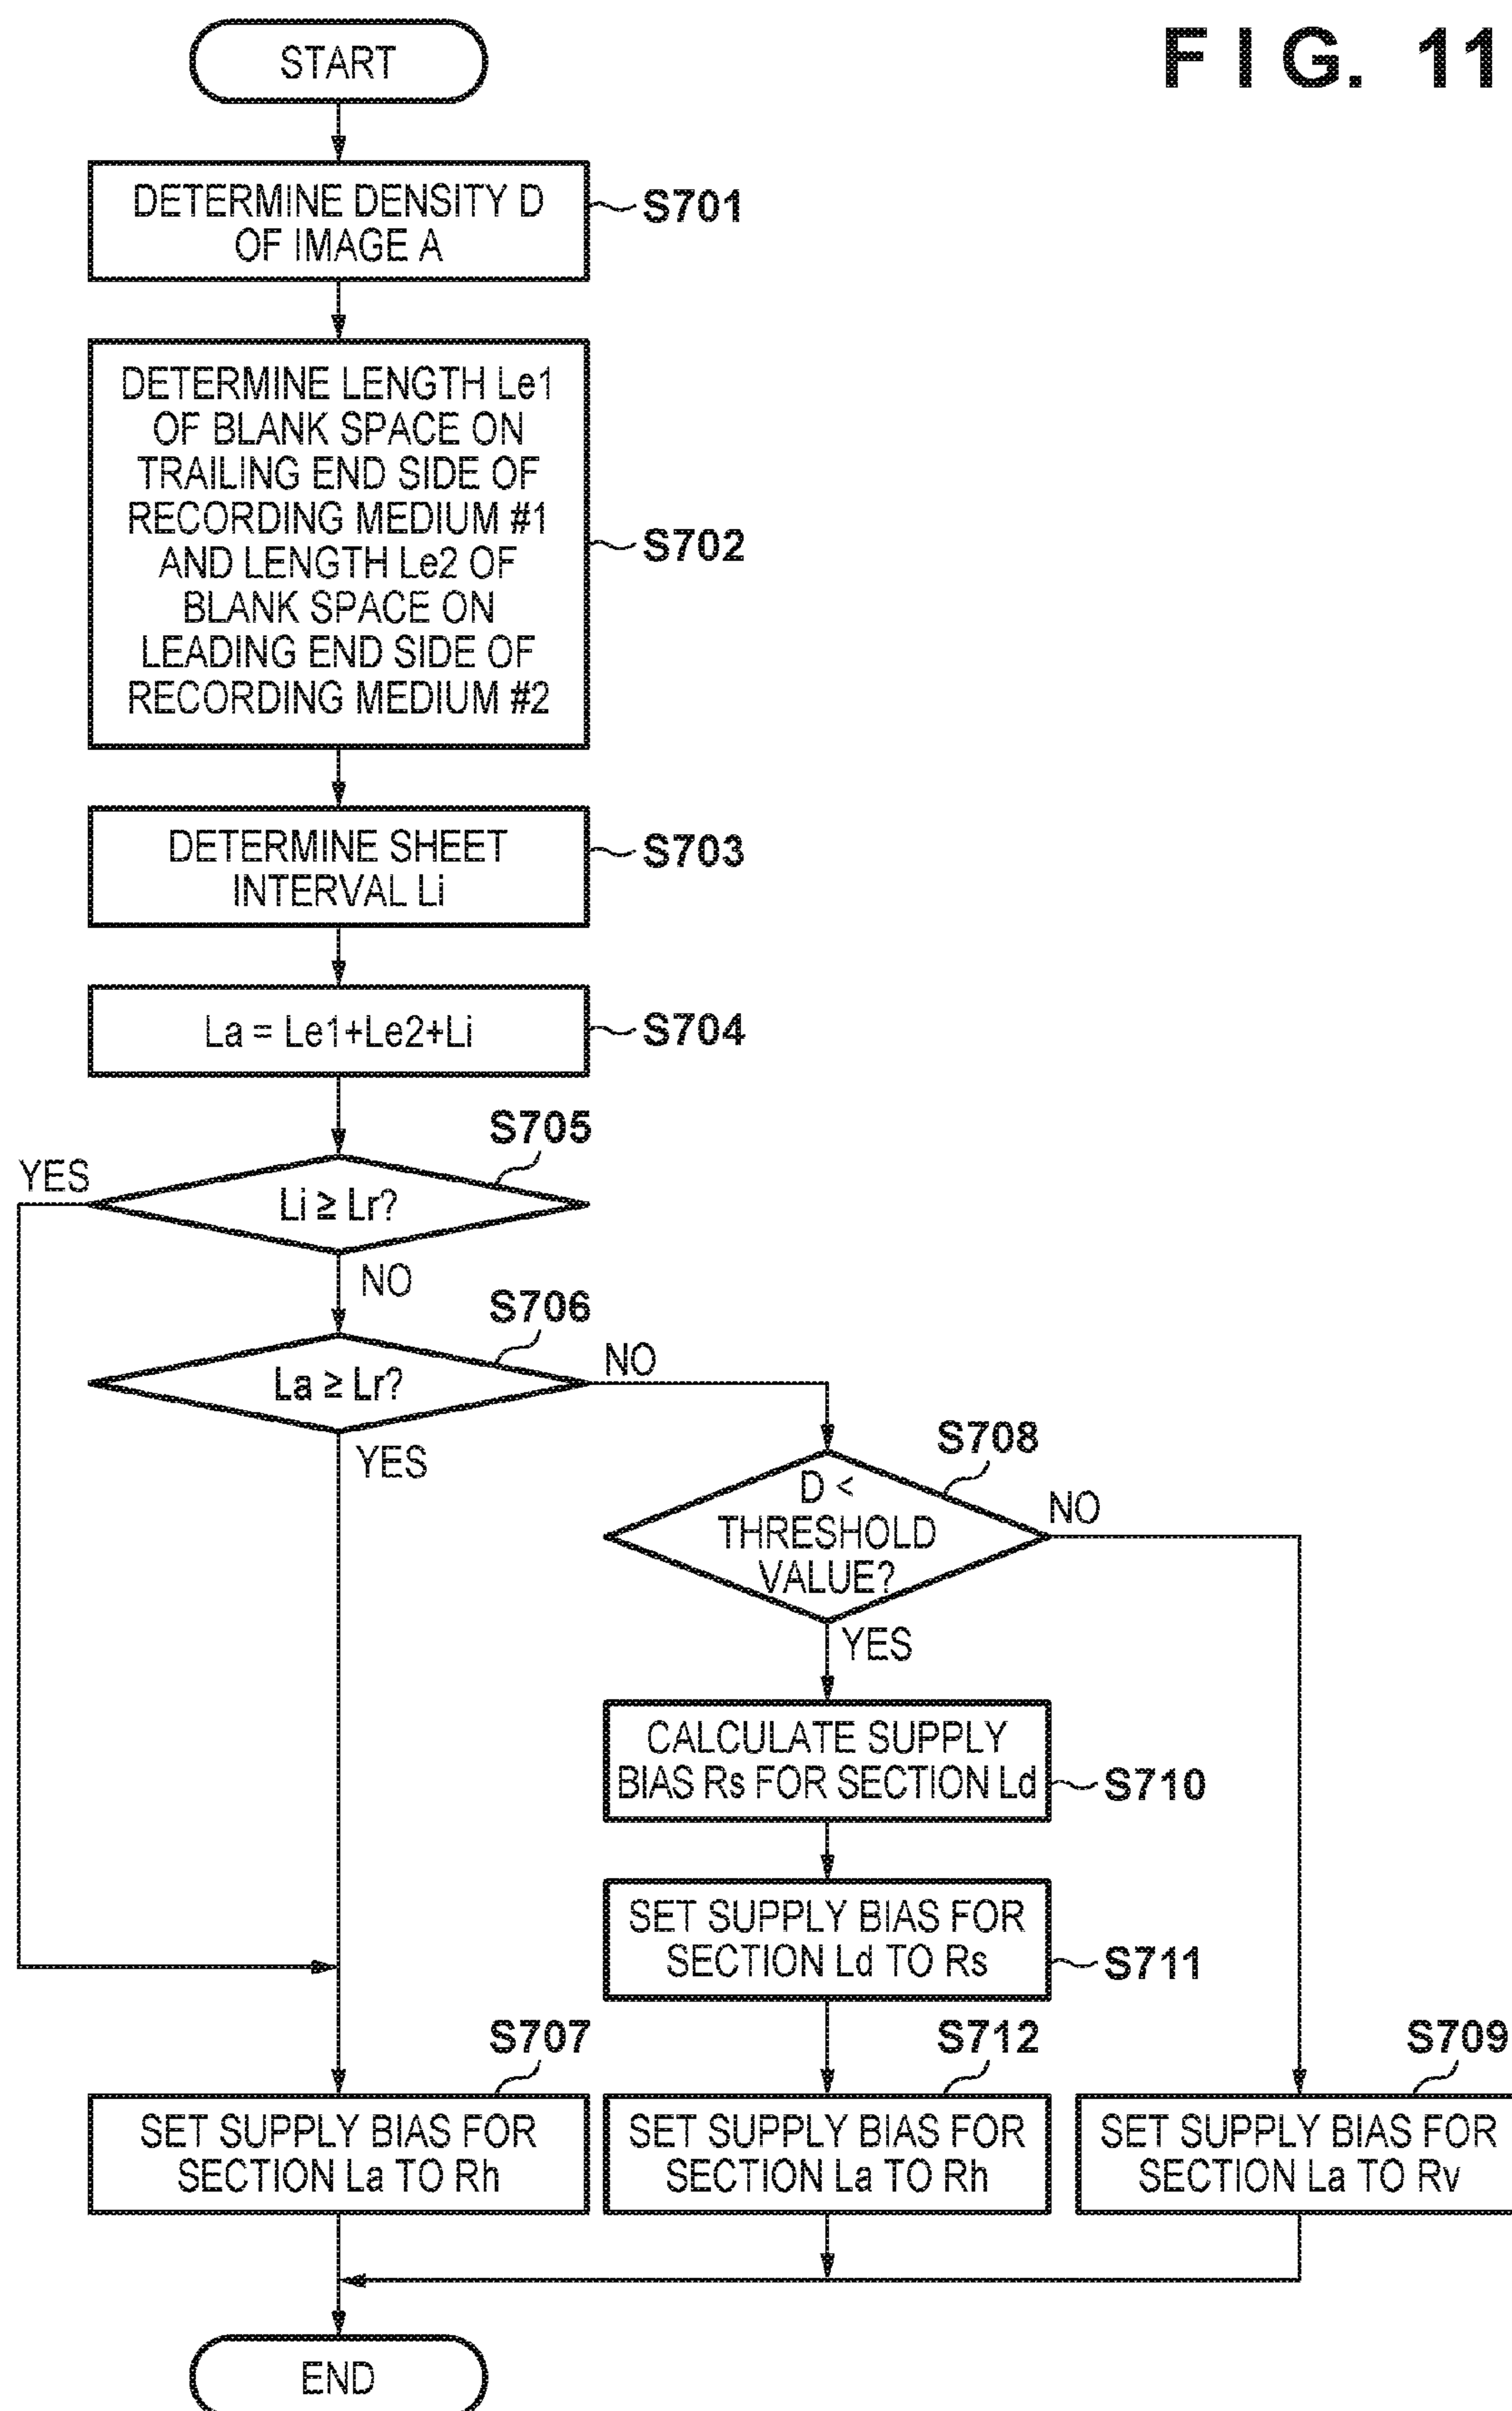 FIG. 11
START
DETERMINE DENSITY D
OF IMAGE A
S701
DETERMINE LENGTH Le1
OF BLANK SPACE ON
TRAILING END SIDE OF
RECORDING MEDIUM #1
AND LENGTH Le2 OF
BLANK SPACE ON
LEADING END SIDE OF
RECORDING MEDIUM #2
S702
DETERMINE SHEET
INTERVAL Li
S703
La = Le1+Le2+Li
S704
S705
YES
Li ≥ Lr?
NO
S706
La ≥ Lr?
NO
YES
S708
D <
THRESHOLD
VALUE?
NO
YES
CALCULATE SUPPLY
BIAS Rs FOR SECTION Ld
S710
SET SUPPLY BIAS FOR
SECTION Ld TO Rs
S711
S707
SET SUPPLY BIAS FOR
SECTION La TO Rh
S712
SET SUPPLY BIAS FOR
SECTION La TO Rh
S709
SET SUPPLY BIAS FOR
SECTION La TO Rv
END